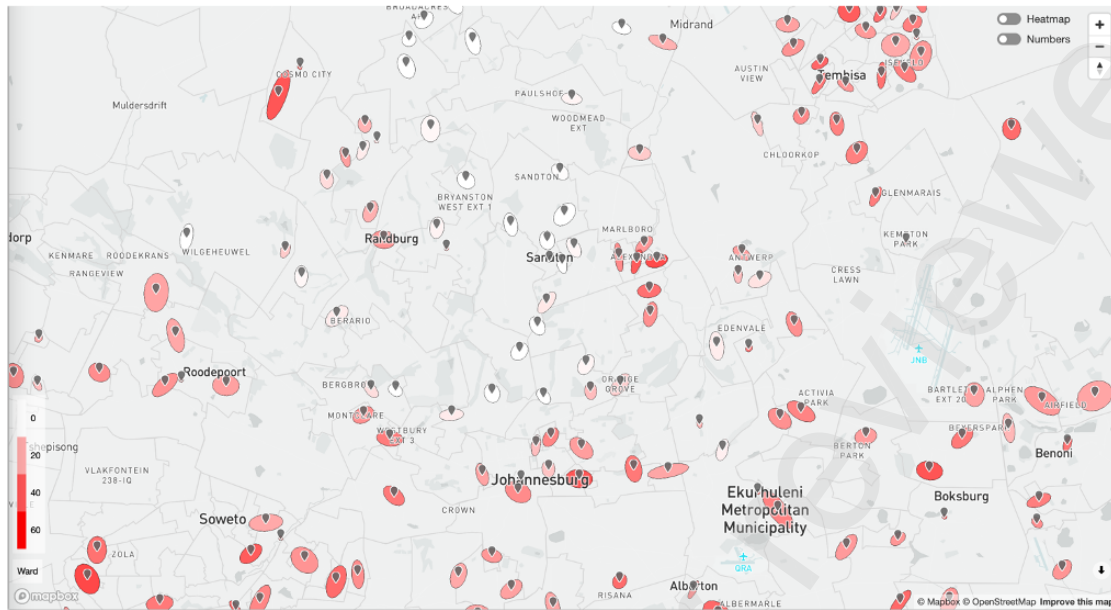 BROADACRES
Midrand
Heatmap
Numbers
COSMO CITY
AUSTIN
VIEW
Tembisa
Muldersdrift
PAULSHOF
WOODMEAD
EXT
CHLOORKOP
SANDTON
BRYANSTON
WEST EXT 1
GLENMARAIS
dorp
KENMARE
ROODEKRANS
WILGEHEUWEL
RANGEVIEW
Randburg
MARLBORO
KEMPTON
PARK
Sandton
ANTWERP
CRESS
LAWN
BERARIO
EDENVALE
JNB
Roodepoort
BERGBRON
ORANGE
GROVE
ACTIVIA
PARK
BARTLETT
EXT 20
ALPHEN
PARK
AIRFIELD
MONTCLARE
WESTBURY
EXT 3
BEYERSPARK
shepisong
BERTON
PARK
Benoni
VLAKFONTEIN
238-IQ
Johannesburg
Ekurhuleni
Metropolitan
Municipality
Boksburg
CROWN
Soweto
ZOLA
QRA
RISANA
Alberton
ALBERMARLE
0
20
40
60
Ward
mapbox
© Mapbox © OpenStreetMap Improve this map